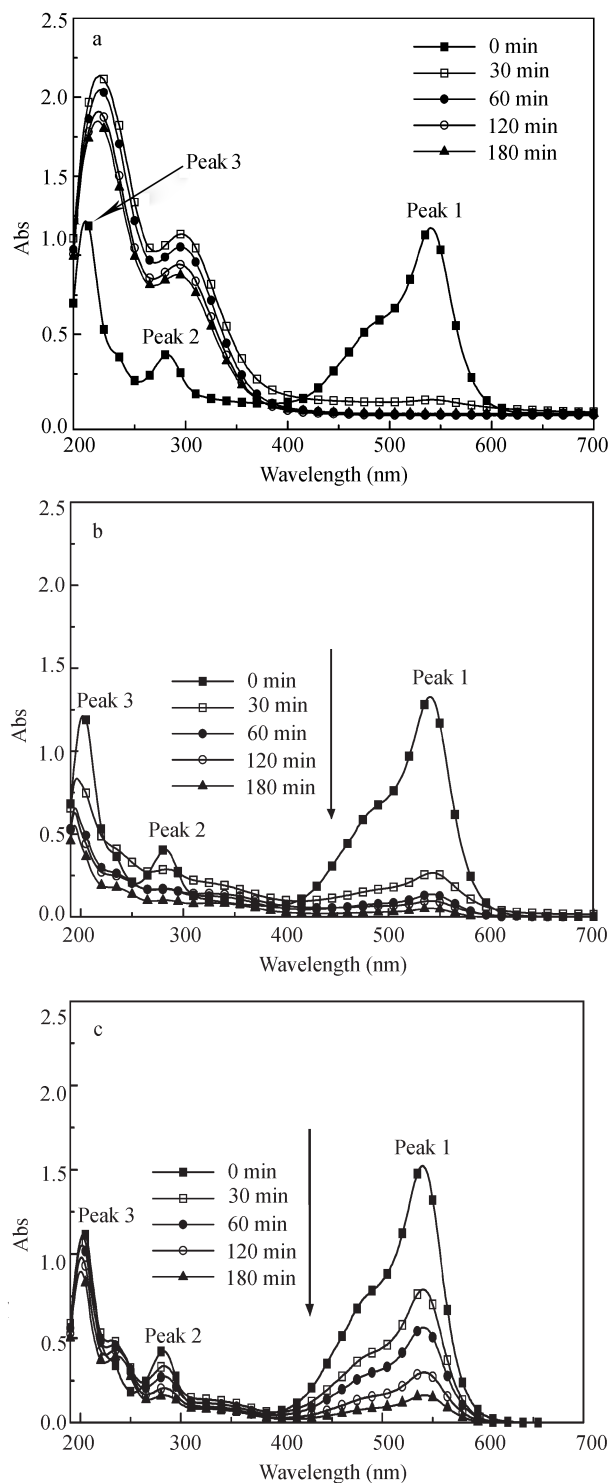 a
2.5
2.0
1.5
1.0
0.5
0.0
Abs
0 min
30 min
60 min
120 min
180 min
Peak 3
Peak 2
Peak 1
200
300
400
500
600
700
Wavelength (nm)
b
2.5
2.0
1.5
1.0
0.5
0.0
Abs
0 min
30 min
60 min
120 min
180 min
Peak 3
Peak 2
Peak 1
200
300
400
500
600
700
Wavelength (nm)
c
2.5
2.0
1.5
1.0
0.5
0.0
Abs
0 min
30 min
60 min
120 min
180 min
Peak 3
Peak 2
Peak 1
200
300
400
500
600
700
Wavelength (nm)